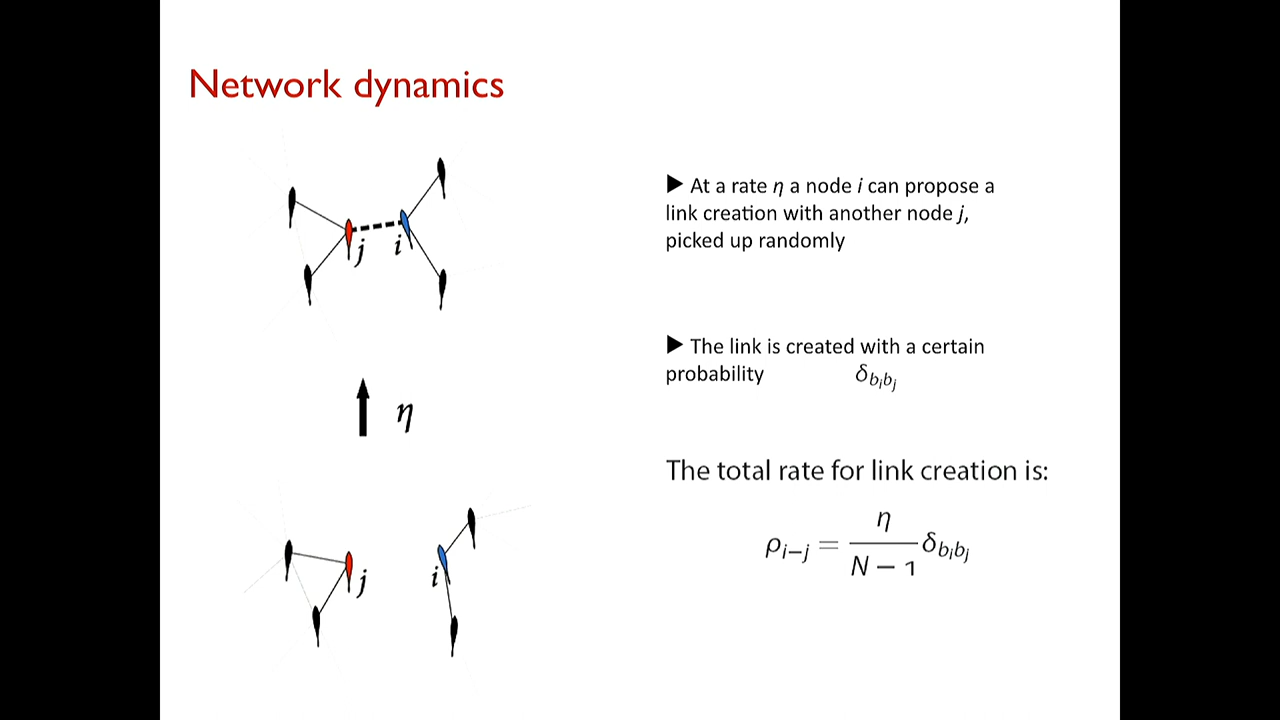 Network dynamics
j i
η
j
i
▶ At a rate η a node i can propose a
link creation with another node j,
picked up randomly
▶ The link is created with a certain
probability δ_{b_i b_j}
The total rate for link creation is:
ρ_{i−j} = η / (N − 1) δ_{b_i b_j}